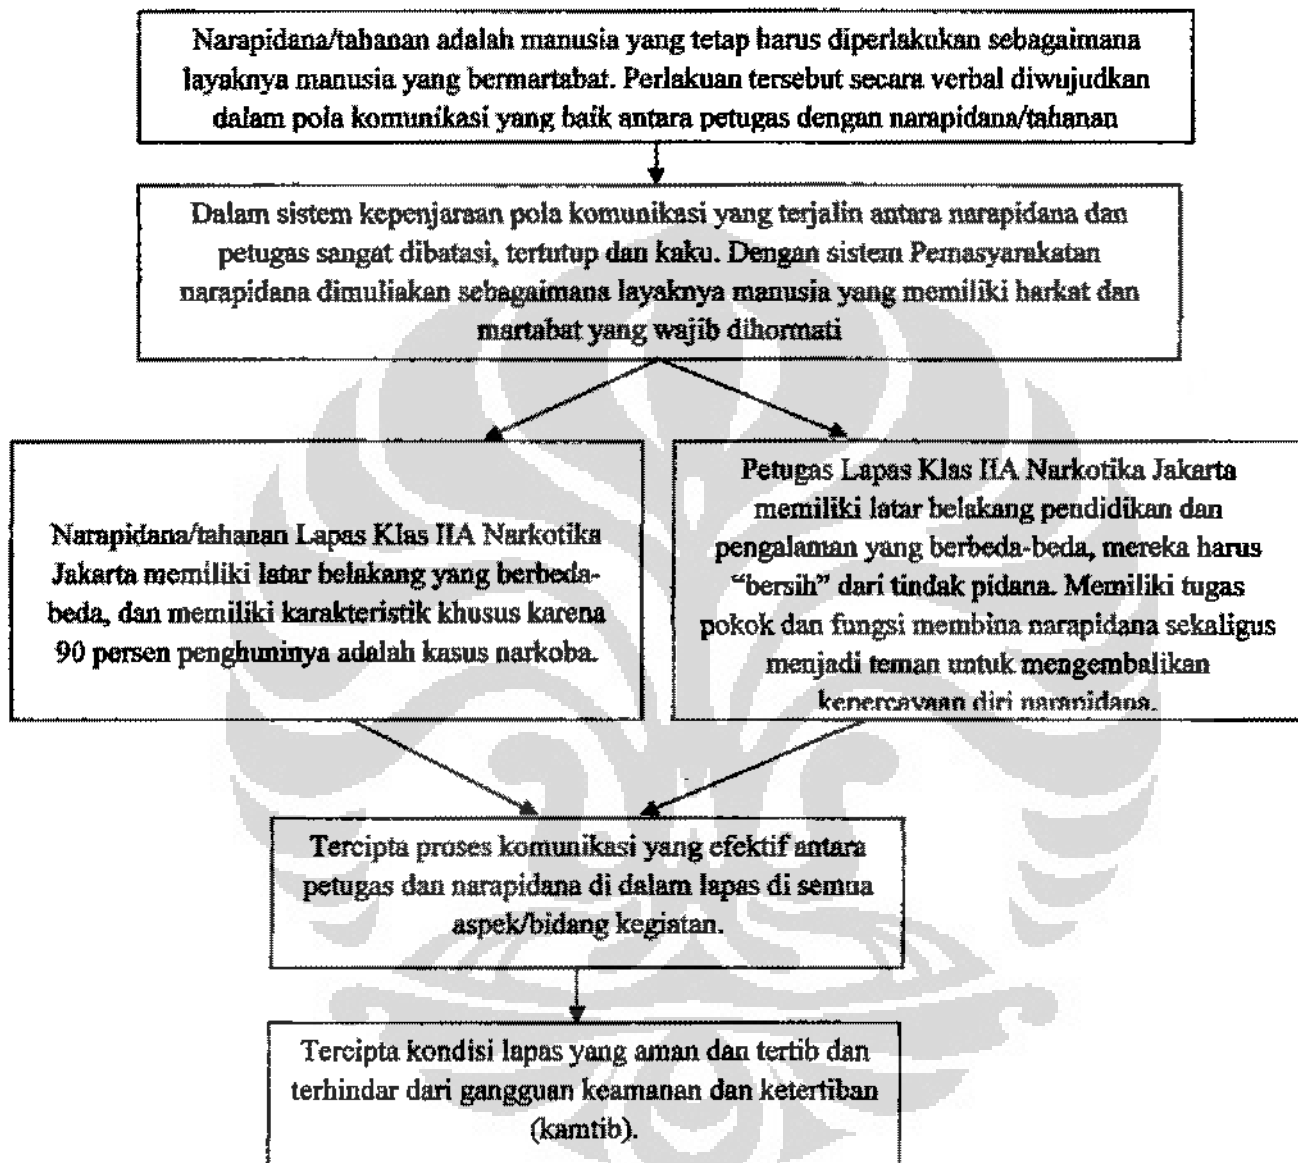 Narapidana/tahanan adalah manusia yang tetap harus diperlakukan sebagaimana
layaknya manusia yang bermartabat. Perlakuan tersebut secara verbal diwujudkan
dalam pola komunikasi yang baik antara petugas dengan narapidana/tahanan
Dalam sistem kepenjaraan pola komunikasi yang terjalin antara narapidana dan
petugas sangat dibatasi, tertutup dan kaku. Dengan sistem Pemasyarakatan
narapidana dimuliakan sebagaimana layaknya manusia yang memiliki harkat dan
martabat yang wajib dihormati
Narapidana/tahanan Lapas Klas IIA Narkotika
Jakarta memiliki latar belakang yang berbeda-
beda, dan memiliki karakteristik khusus karena
90 persen penghuninya adalah kasus narkoba.
Petugas Lapas Klas IIA Narkotika Jakarta
memiliki latar belakang pendidikan dan
pengalaman yang berbeda-beda, mereka harus
"bersih" dari tindak pidana. Memiliki tugas
pokok dan fungsi membina narapidana sekaligus
menjadi teman untuk mengembalikan
kepercayaan diri narapidana.
Tercipta proses komunikasi yang efektif antara
petugas dan narapidana di dalam lapas di semua
aspek/bidang kegiatan.
Tercipta kondisi lapas yang aman dan tertib dan
terhindar dari gangguan keamanan dan ketertiban
(kamtib).